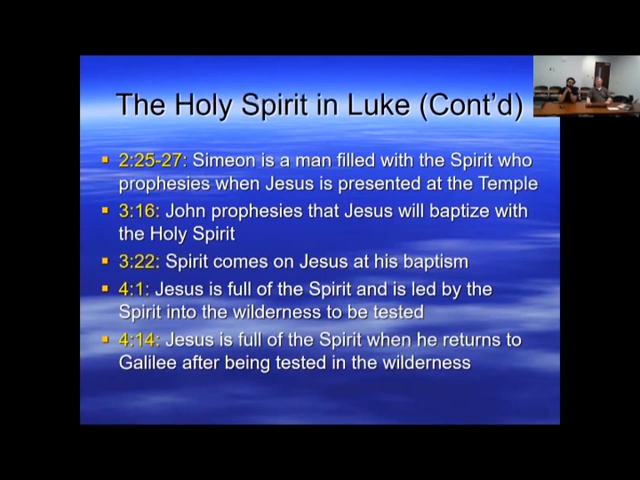 The Holy Spirit in Luke (Cont'd)
2:25-27: Simeon is a man filled with the Spirit who
prophesies when Jesus is presented at the Temple
3:16: John prophesies that Jesus will baptize with
the Holy Spirit
3:22: Spirit comes on Jesus at his baptism
4:1: Jesus is full of the Spirit and is led by the
Spirit into the wilderness to be tested
4:14: Jesus is full of the Spirit when he returns to
Galilee after being tested in the wilderness